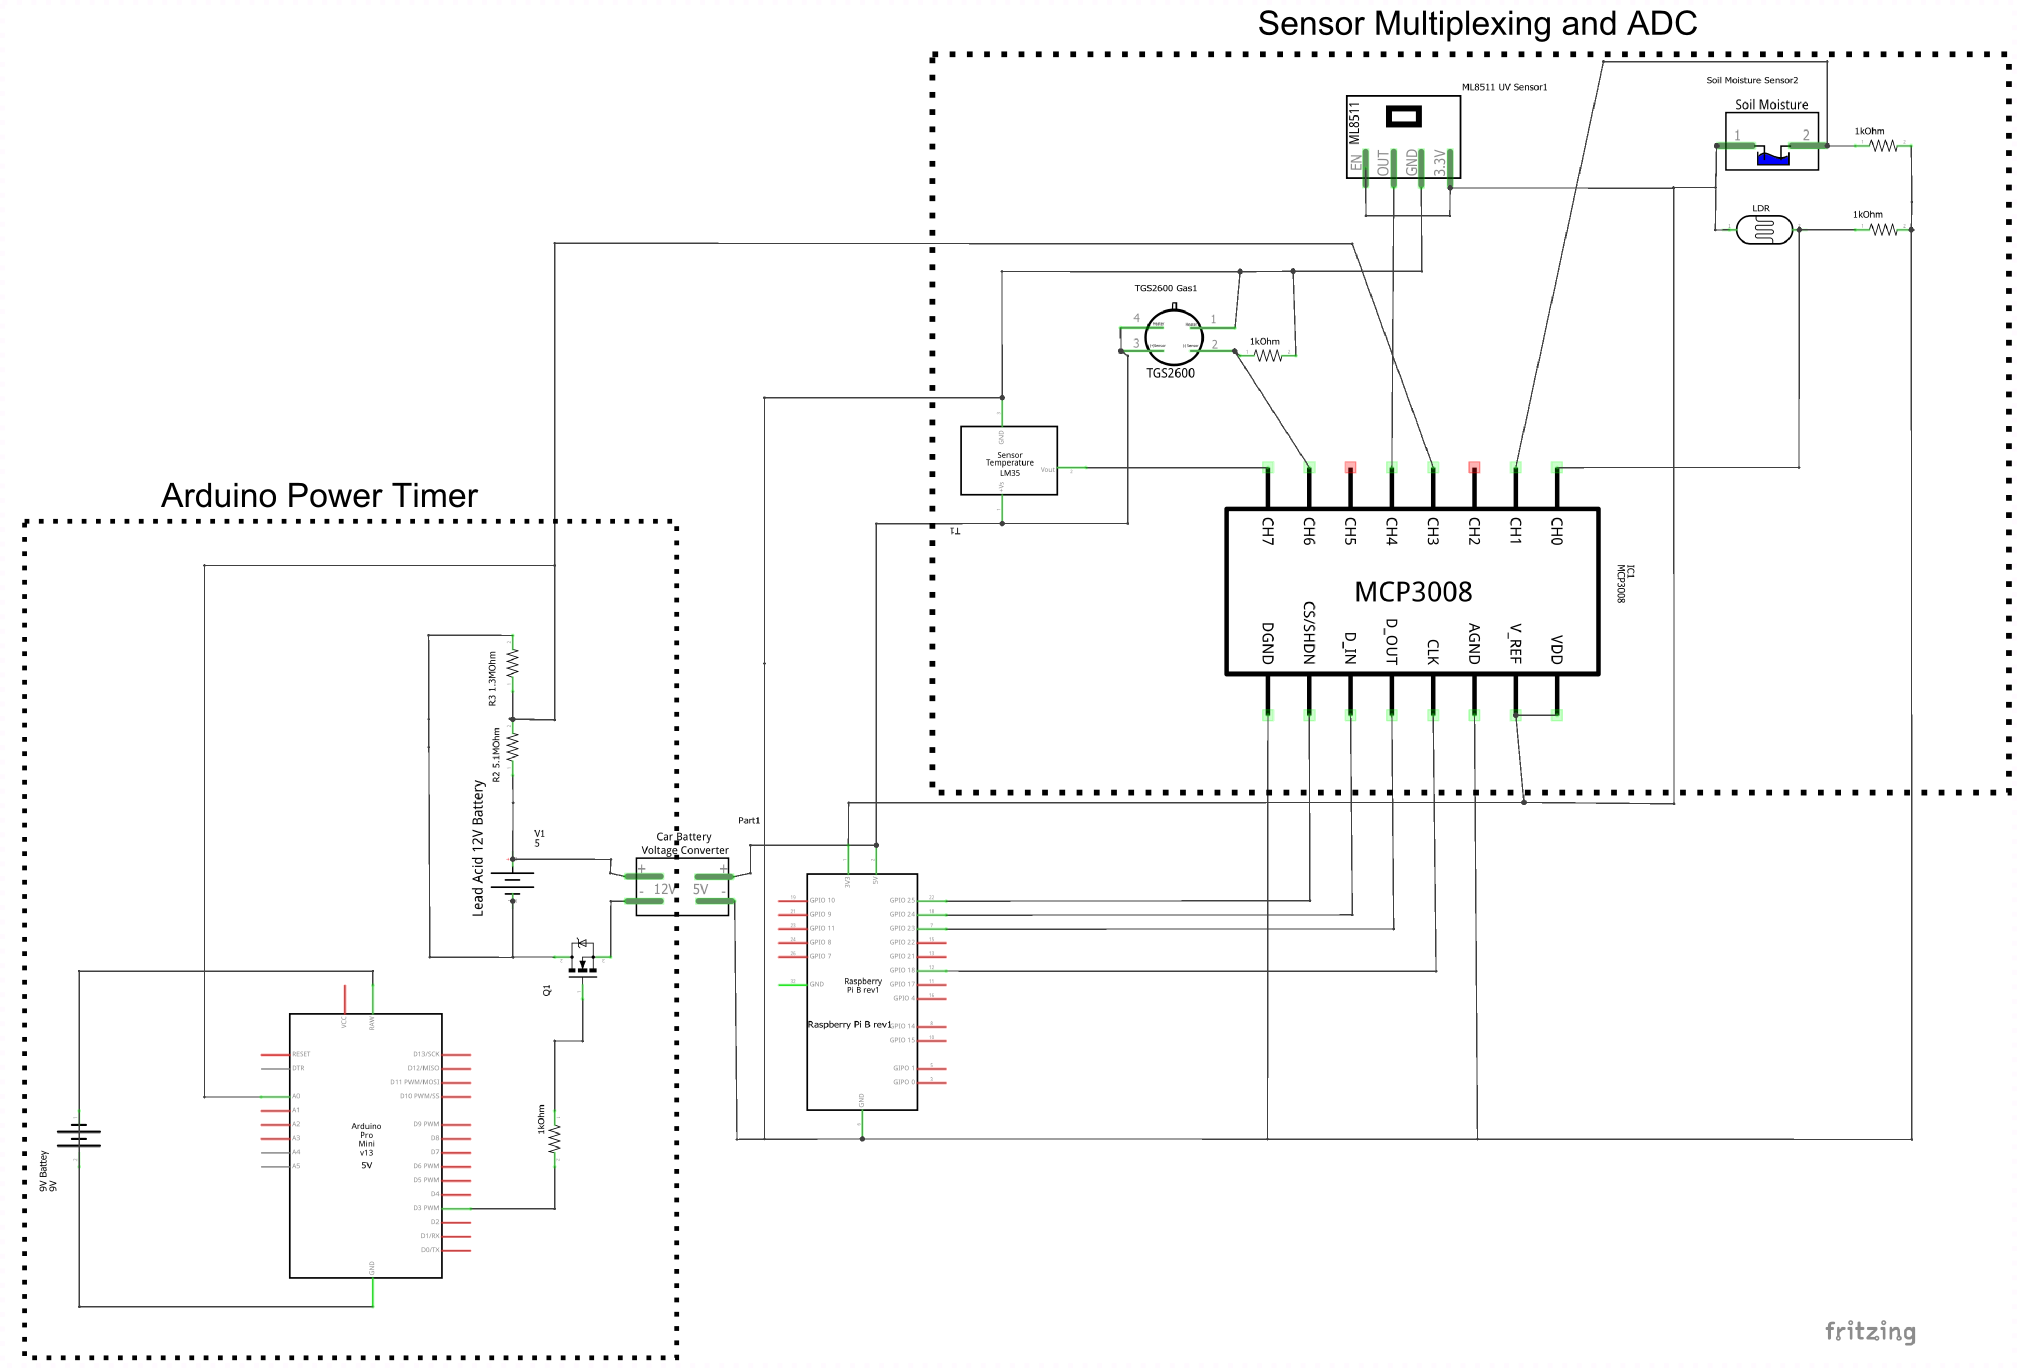 Sensor Multiplexing and ADC
ML8511 UV Sensor1
ML8511
EN
OUT
GND
3.3V
Soil Moisture Sensor2
Soil Moisture
1
2
1kOhm
LDR
1kOhm
TGS2600 Gas1
4
3
1
2
Heater
1kOhm
TGS2600
GND
Sensor
Temperature
LM35
Vout
+Vs
T1
CH7
CH6
CH5
CH4
CH3
CH2
CH1
CH0
MCP3008
IC1
MCP3008
DGND
CS/SHDN
D_IN
D_OUT
CLK
AGND
V_REF
VDD
Arduino Power Timer
R3 1.3MOhm
R2 5.1MOhm
Lead Acid 12V Battery
V1
5
Part1
Car Battery
Voltage Converter
+
+
12V
5V
-
-
Q1
1kOhm
9V Battey
9V
VCC
RAW
RESET
DTR
A0
A1
A2
A3
A4
A5
Arduino
Pro
Mini
v13
5V
D13/SCK
D12/MISO
D11 PWM/MOSI
D10 PWM/SS
D9 PWM
D8
D7
D6 PWM
D5 PWM
D4
D3 PWM
D2
D1/RX
D0/TX
GND
3V3
5V
GPIO 10
GPIO 9
GPIO 11
GPIO 8
GPIO 7
GND
GPIO 25
GPIO 24
GPIO 23
GPIO 22
GPIO 21
GPIO 18
GPIO 17
GPIO 4
GPIO 14
GPIO 15
GIPO 1
GIPO 0
Raspberry
Pi B rev1
Raspberry Pi B rev1
GND
fritzing